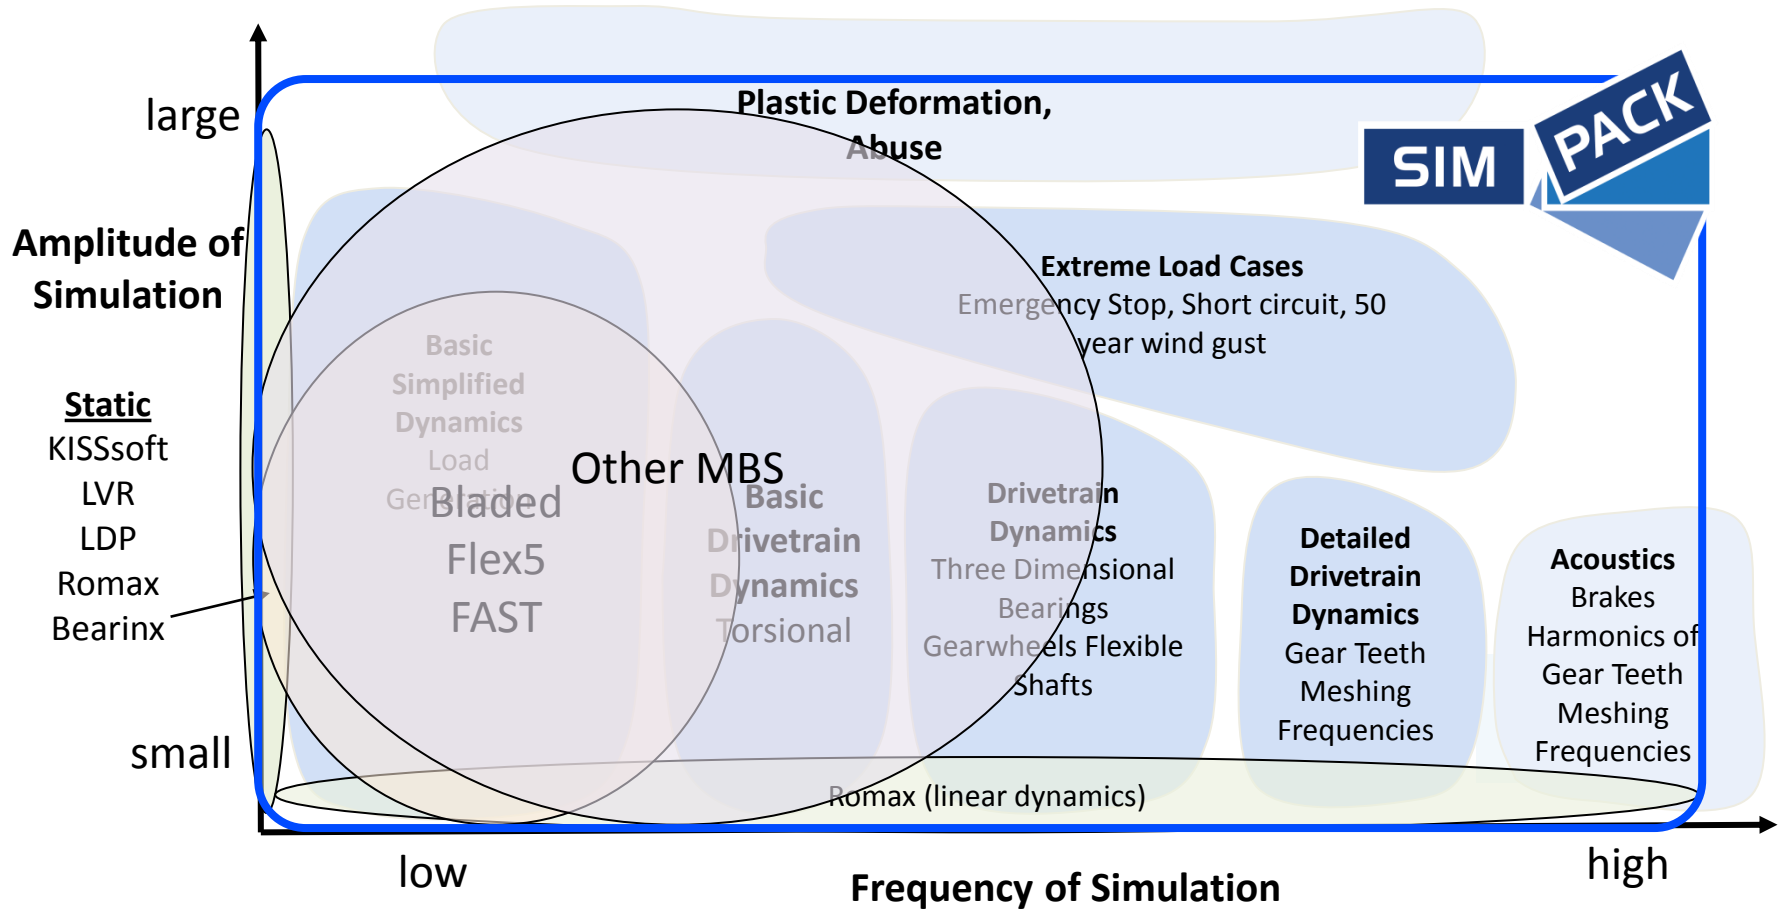 large
Plastic Deformation,
Abuse
SIM
PACK
Amplitude of
Simulation
Extreme Load Cases
Emergency Stop, Short circuit, 50
year wind gust
Basic
Simplified
Dynamics
Load
Generation
Static
KISSsoft
LVR
LDP
Romax
Bearinx
Other MBS
Bladed
Flex5
FAST
Basic
Drivetrain
Dynamics
Torsional
Drivetrain
Dynamics
Three Dimensional
Bearings
Gearwheels Flexible
Shafts
Detailed
Drivetrain
Dynamics
Gear Teeth
Meshing
Frequencies
Acoustics
Brakes
Harmonics of
Gear Teeth
Meshing
Frequencies
small
Romax (linear dynamics)
low
high
Frequency of Simulation